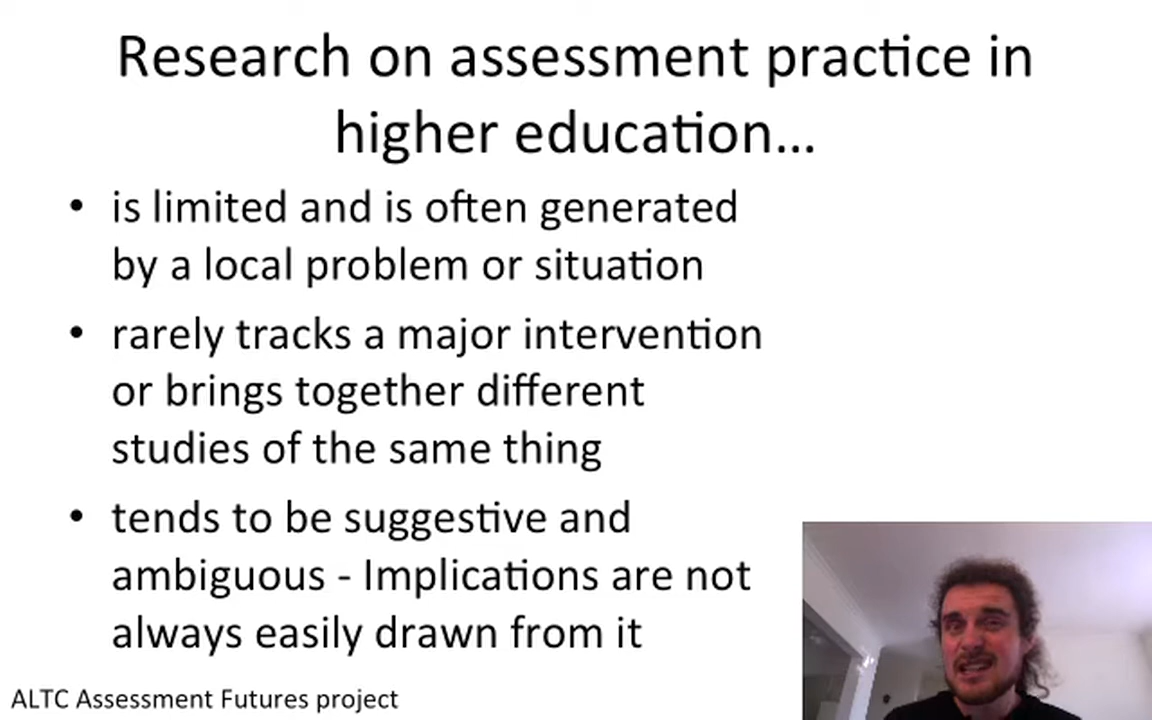 Research on assessment practice in
higher education...
• is limited and is often generated
by a local problem or situation
• rarely tracks a major intervention
or brings together different
studies of the same thing
• tends to be suggestive and
ambiguous - Implications are not
always easily drawn from it
ALTC Assessment Futures project